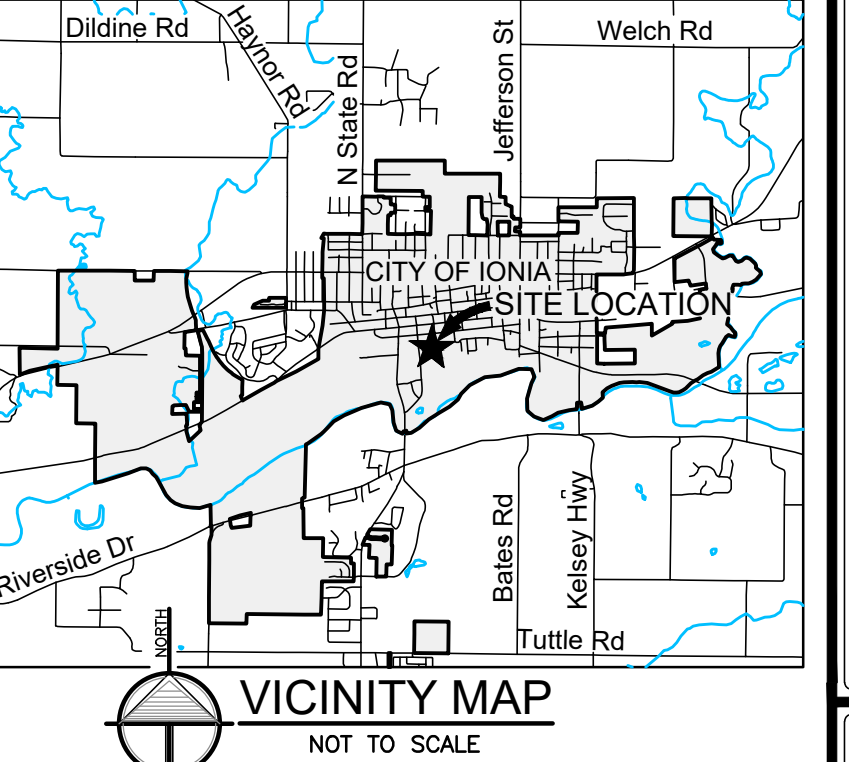 Dildine Rd
Haynor Rd
N State Rd
Jefferson St
Welch Rd
CITY OF IONIA
SITE LOCATION
Riverside Dr
Bates Rd
Kelsey Hwy
Tuttle Rd
NORTH
VICINITY MAP
NOT TO SCALE